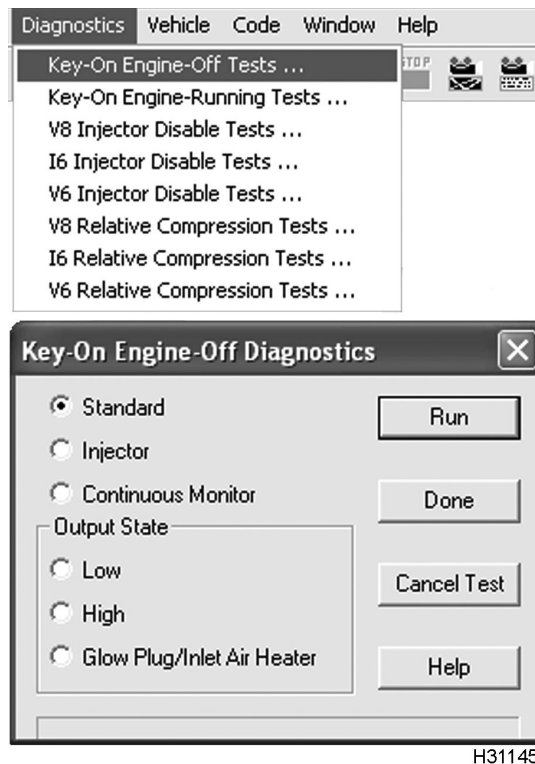 Diagnostics Vehicle Code Window Help
Key-On Engine-Off Tests ...
STOP
Key-On Engine-Running Tests ...
V8 Injector Disable Tests ...
I6 Injector Disable Tests ...
V6 Injector Disable Tests ...
V8 Relative Compression Tests ...
I6 Relative Compression Tests ...
V6 Relative Compression Tests ...
Key-On Engine-Off Diagnostics
Standard
Run
Injector
Continuous Monitor
Done
Output State
Low
Cancel Test
High
Glow Plug/Inlet Air Heater
Help
H31145